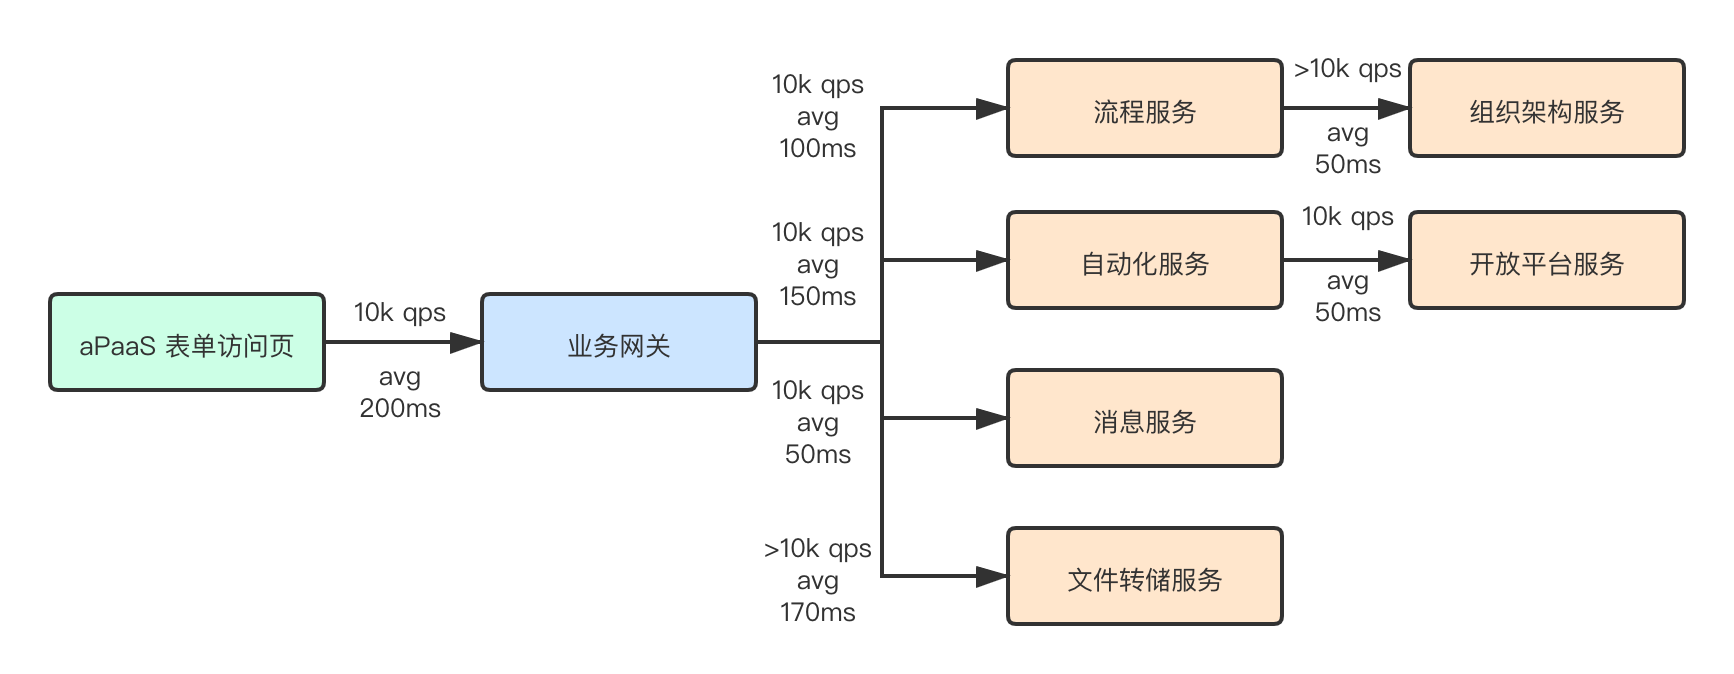 aPaaS 表单访问页
10k qps
avg
200ms
业务网关
10k qps
avg
100ms
流程服务
>10k qps
avg
50ms
组织架构服务
10k qps
avg
150ms
自动化服务
10k qps
avg
50ms
开放平台服务
10k qps
avg
50ms
消息服务
>10k qps
avg
170ms
文件转储服务